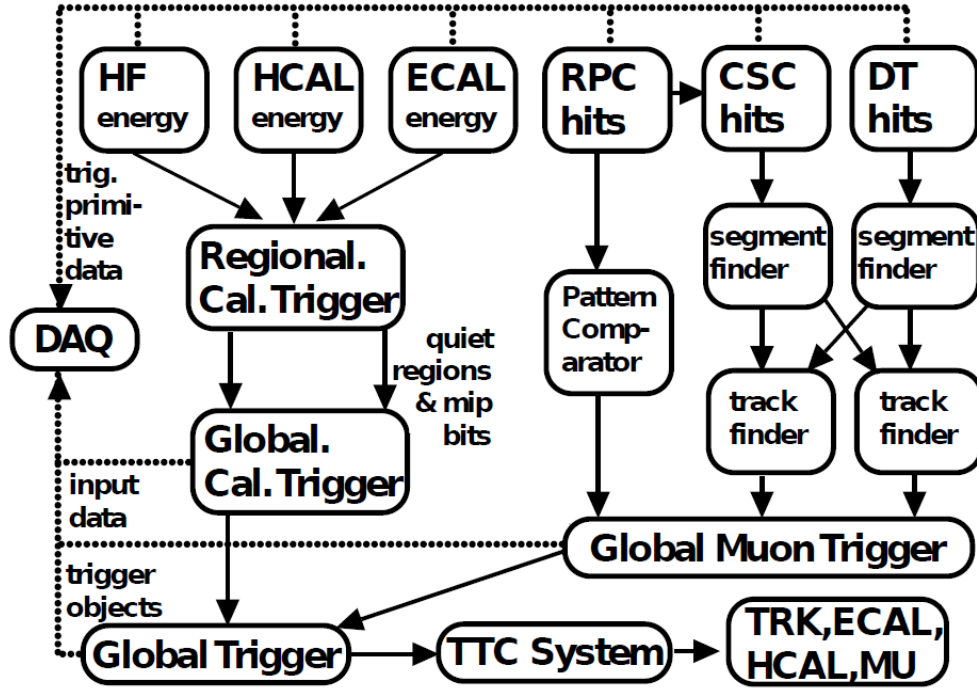 HF
energy
HCAL
energy
ECAL
energy
RPC
hits
CSC
hits
DT
hits
trig.
primi-
tive
data
Regional.
Cal. Trigger
segment
finder
segment
finder
Pattern
Comp-
arator
DAQ
quiet
regions
& mip
bits
track
finder
track
finder
Global.
Cal. Trigger
input
data
Global Muon Trigger
trigger
objects
Global Trigger
TTC System
TRK,ECAL,
HCAL,MU